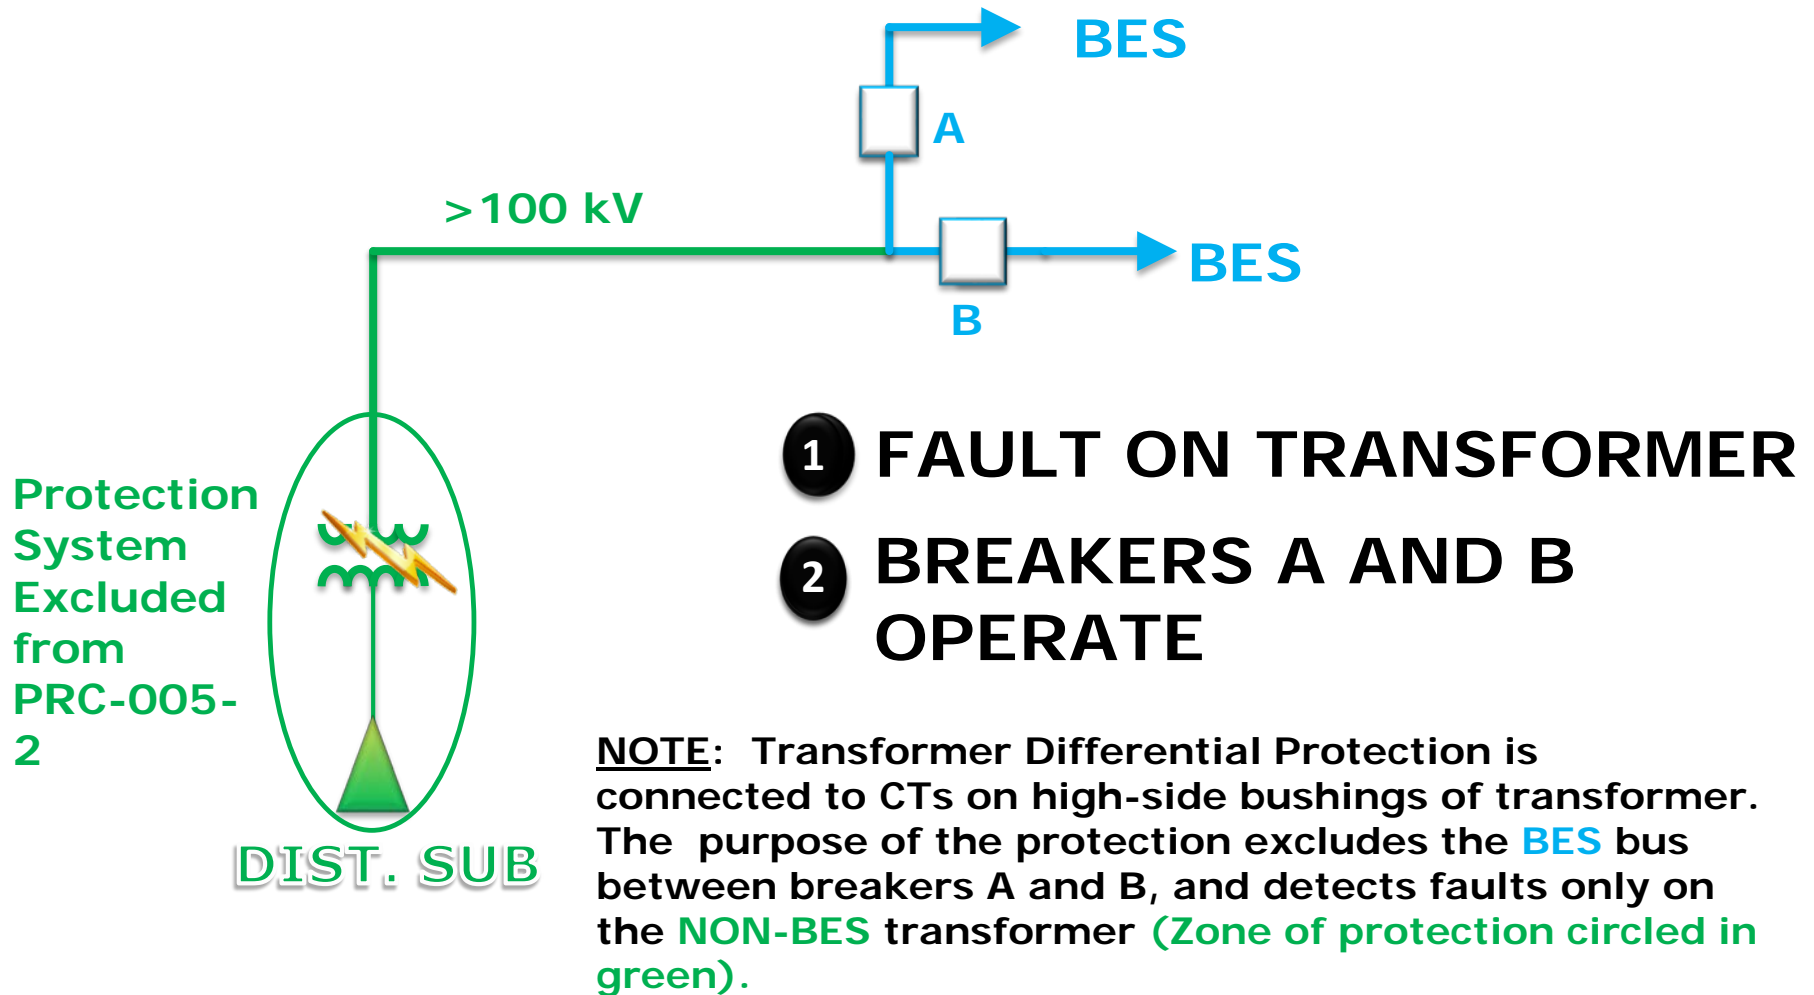 BES
A
>100 kV
BES
B
1 FAULT ON TRANSFORMER
2 BREAKERS A AND B
OPERATE
Protection
System
Excluded
from
PRC-005-
2
DIST. SUB
NOTE: Transformer Differential Protection is
connected to CTs on high-side bushings of transformer.
The purpose of the protection excludes the BES bus
between breakers A and B, and detects faults only on
the NON-BES transformer (Zone of protection circled in
green).